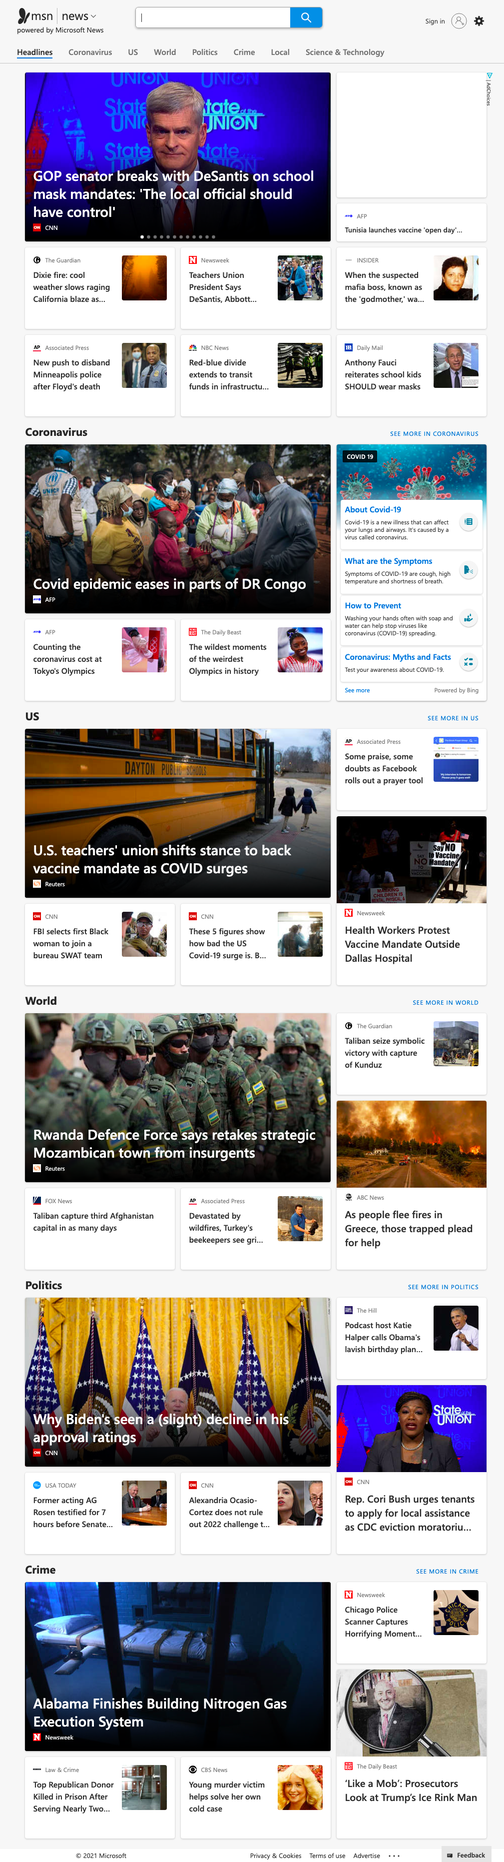 msn news
powered by Microsoft News
Sign in
Headlines Coronavirus US World Politics Crime Local Science & Technology
State of the UNION
GOP senator breaks with DeSantis on school
mask mandates: 'The local official should
have control'
CNN
AdChoices
AFP
Tunisia launches vaccine 'open day'...
The Guardian
Dixie fire: cool
weather slows raging
California blaze as...
Newsweek
Teachers Union
President Says
DeSantis, Abbott...
INSIDER
When the suspected
mafia boss, known as
the 'godmother,' wa...
AP Associated Press
New push to disband
Minneapolis police
after Floyd's death
NBC News
Red-blue divide
extends to transit
funds in infrastructu...
Daily Mail
Anthony Fauci
reiterates school kids
SHOULD wear masks
Coronavirus
SEE MORE IN CORONAVIRUS
Covid epidemic eases in parts of DR Congo
AFP
COVID 19
About Covid-19
Covid-19 is a new illness that can affect
your lungs and airways. It's caused by a
virus called coronavirus.
What are the Symptoms
Symptoms of COVID-19 are cough, high
temperature and shortness of breath.
How to Prevent
Washing your hands often with soap and
water can help stop viruses like
coronavirus (COVID-19) spreading.
Coronavirus: Myths and Facts
Test your awareness about COVID-19.
See more
Powered by Bing
AFP
Counting the
coronavirus cost at
Tokyo's Olympics
The Daily Beast
The wildest moments
of the weirdest
Olympics in history
US
SEE MORE IN US
DAYTON PUBLIC SCHOOLS
U.S. teachers' union shifts stance to back
vaccine mandate as COVID surges
Reuters
AP Associated Press
Some praise, some
doubts as Facebook
rolls out a prayer tool
Say NO
to Vaccine
Mandate!
Newsweek
Health Workers Protest
Vaccine Mandate Outside
Dallas Hospital
CNN
FBI selects first Black
woman to join a
bureau SWAT team
CNN
These 5 figures show
how bad the US
Covid-19 surge is. B...
World
SEE MORE IN WORLD
Rwanda Defence Force says retakes strategic
Mozambican town from insurgents
Reuters
The Guardian
Taliban seize symbolic
victory with capture
of Kunduz
ABC News
As people flee fires in
Greece, those trapped plead
for help
FOX News
Taliban capture third Afghanistan
capital in as many days
AP Associated Press
Devastated by
wildfires, Turkey's
beekeepers see gri...
Politics
SEE MORE IN POLITICS
Why Biden's seen a (slight) decline in his
approval ratings
CNN
The Hill
Podcast host Katie
Halper calls Obama's
lavish birthday plan...
State of the UNION
CNN
Rep. Cori Bush urges tenants
to apply for local assistance
as CDC eviction moratoriu...
USA TODAY
Former acting AG
Rosen testified for 7
hours before Senate...
CNN
Alexandria Ocasio-
Cortez does not rule
out 2022 challenge t...
Crime
SEE MORE IN CRIME
Alabama Finishes Building Nitrogen Gas
Execution System
Newsweek
Newsweek
Chicago Police
Scanner Captures
Horrifying Moment...
The Daily Beast
'Like a Mob': Prosecutors
Look at Trump's Ice Rink Man
Law & Crime
Top Republican Donor
Killed in Prison After
Serving Nearly Two...
CBS News
Young murder victim
helps solve her own
cold case
© 2021 Microsoft
Privacy & Cookies Terms of use Advertise ...
Feedback